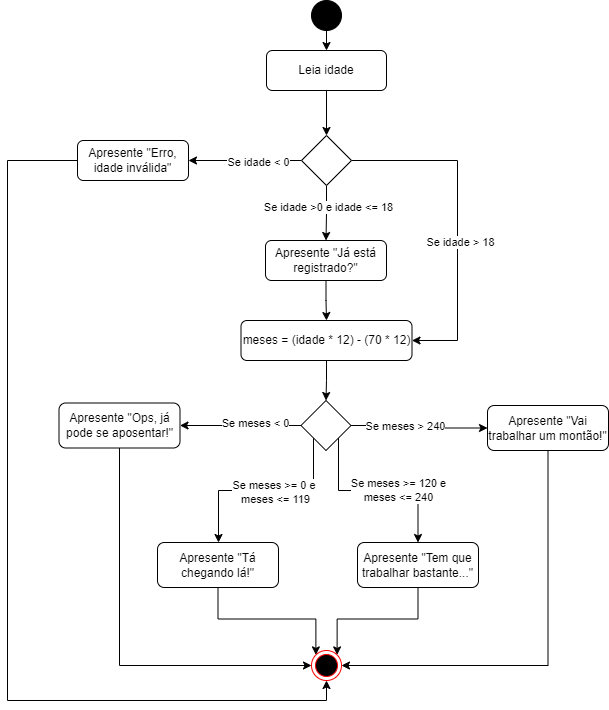 Leia idade
Apresente "Erro,
idade inválida"
Se idade < 0
Se idade >0 e idade <= 18
Se idade > 18
Apresente "Já está
registrado?"
meses = (idade * 12) - (70 * 12)
Apresente "Ops, já
pode se aposentar!"
Se meses < 0
Se meses > 240
Apresente "Vai
trabalhar um montão!"
Se meses >= 0 e
meses <= 119
Se meses >= 120 e
meses <= 240
Apresente "Tá
chegando lá!"
Apresente "Tem que
trabalhar bastante..."